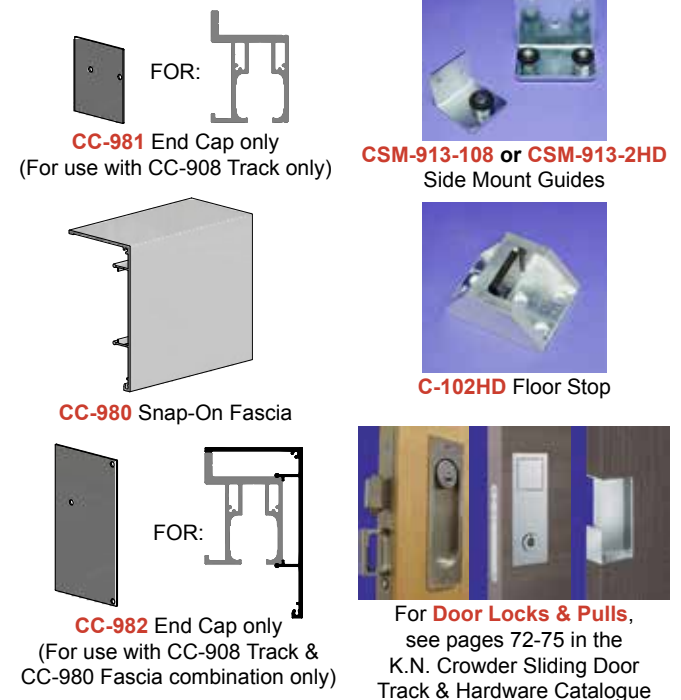 FOR:
CC-981 End Cap only
(For use with CC-908 Track only)
CC-980 Snap-On Fascia
FOR:
CC-982 End Cap only
(For use with CC-908 Track &
CC-980 Fascia combination only)
CSM-913-108 or CSM-913-2HD
Side Mount Guides
C-102HD Floor Stop
For Door Locks & Pulls,
see pages 72-75 in the
K.N. Crowder Sliding Door
Track & Hardware Catalogue